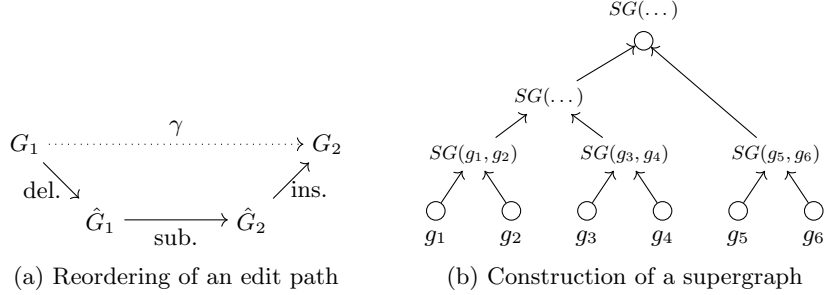 SG(...)
SG(...)
G₁ γ G₂
SG(g₁, g₂) SG(g₃, g₄) SG(g₅, g₆)
del. ins.
Ĝ₁ Ĝ₂
sub.
g₁ g₂ g₃ g₄ g₅ g₆
(a) Reordering of an edit path
(b) Construction of a supergraph